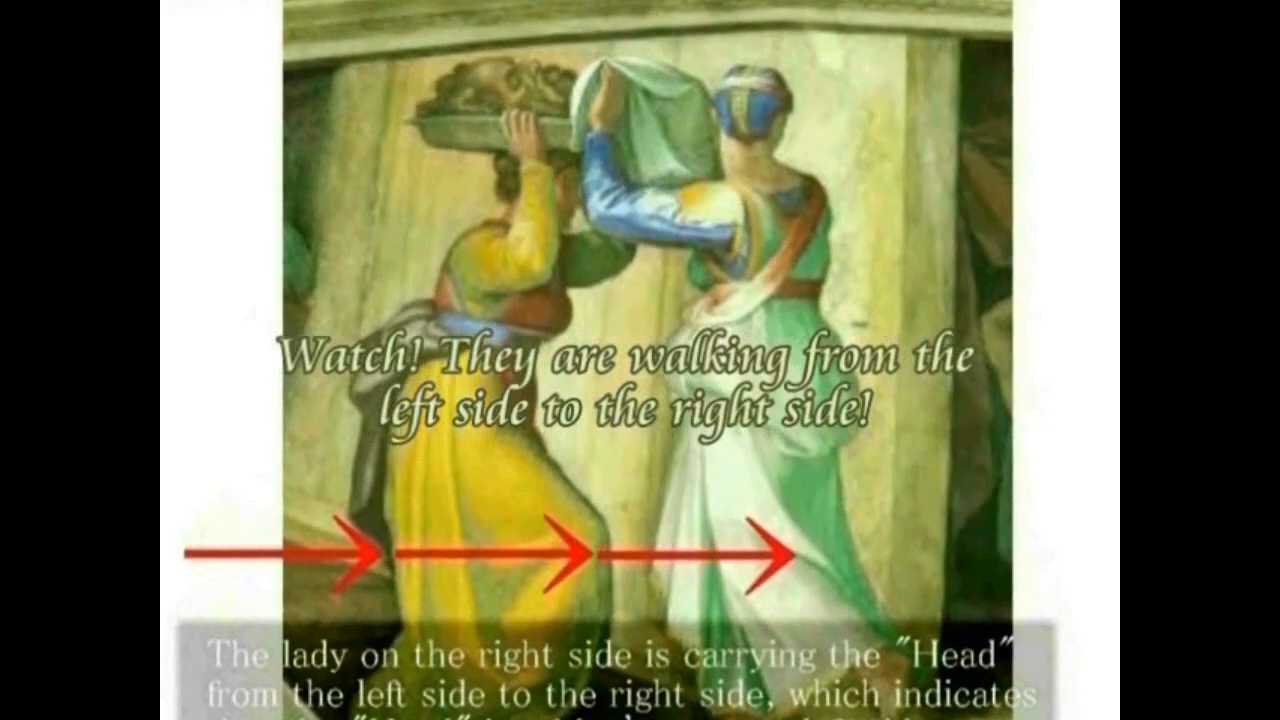 Watch! They are walking from the
left side to the right side!
The lady on the right side is carrying the "Head"
from the left side to the right side, which indicates